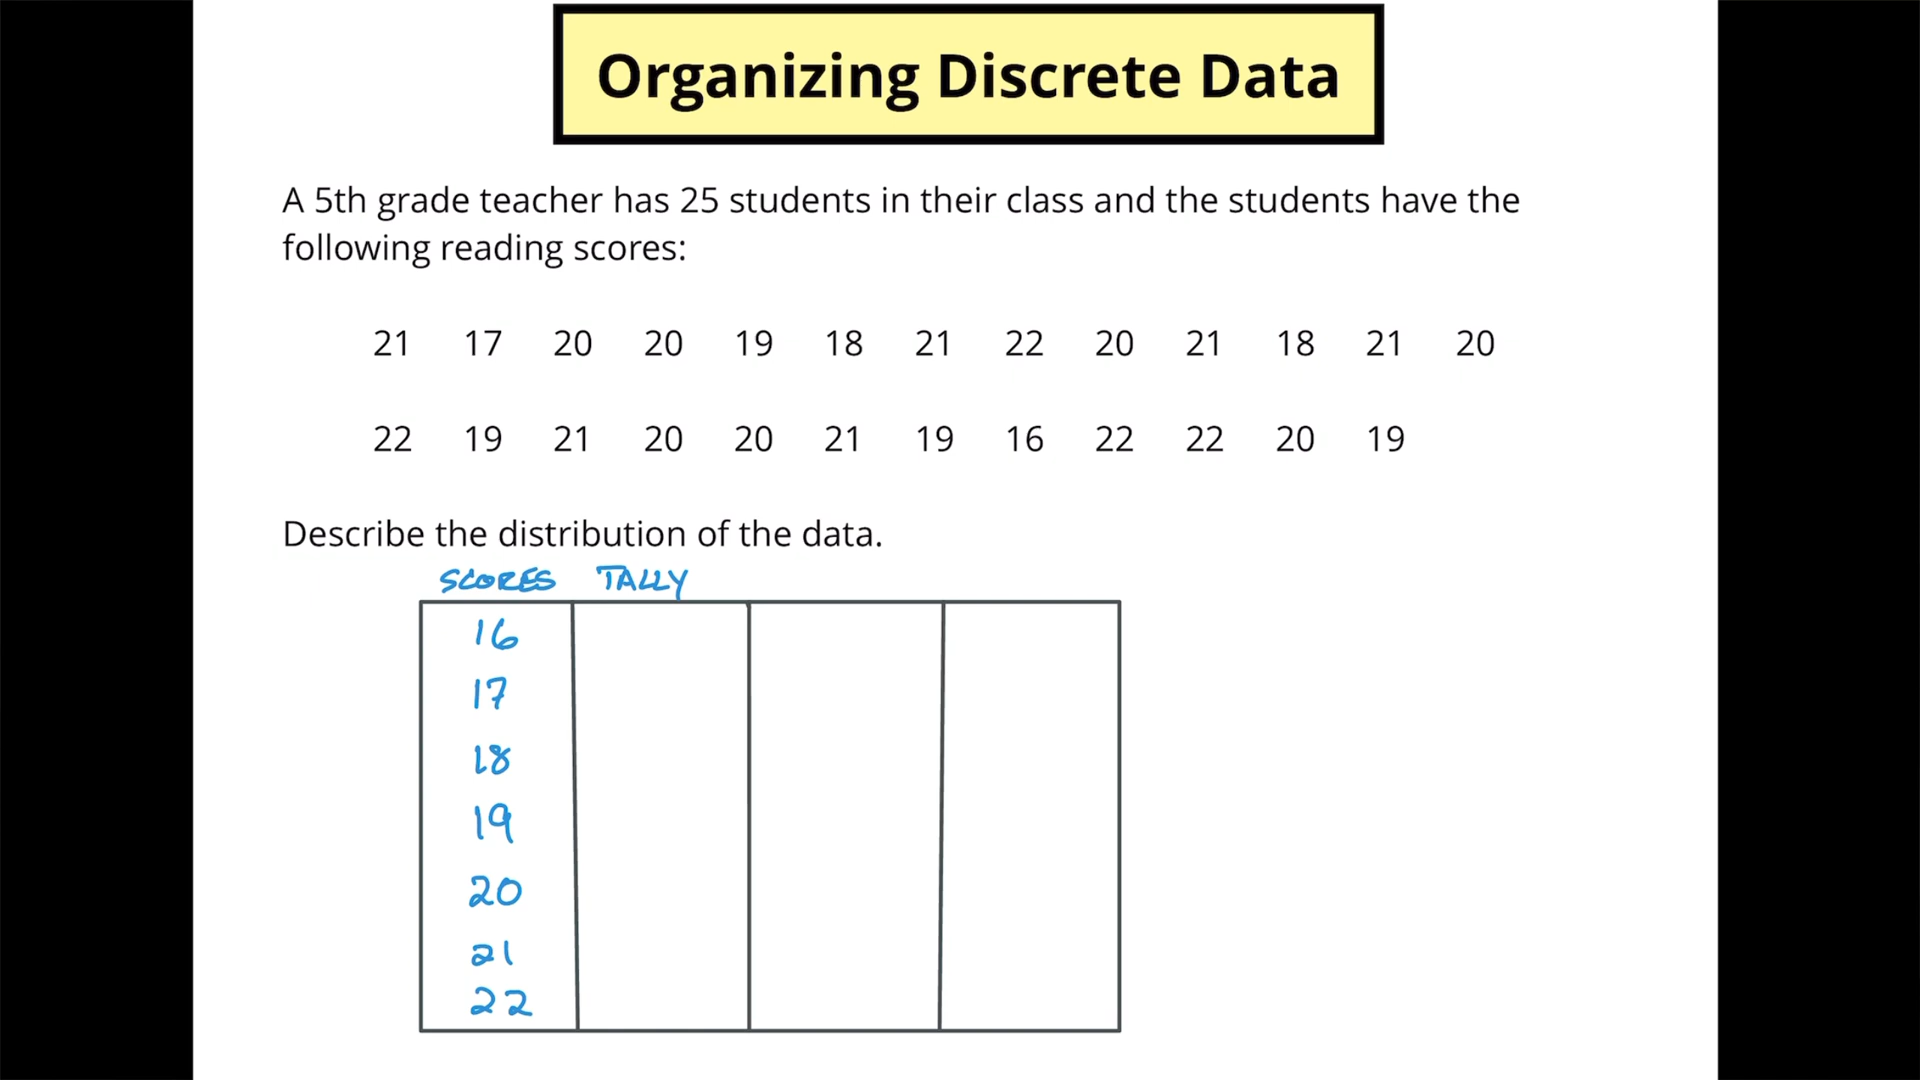 Organizing Discrete Data
A 5th grade teacher has 25 students in their class and the students have the
following reading scores:
21 17 20 20 19 18 21 22 20 21 18 21 20
22 19 21 20 20 21 19 16 22 22 20 19
Describe the distribution of the data.
SCORES TALLY
16
17
18
19
20
21
22